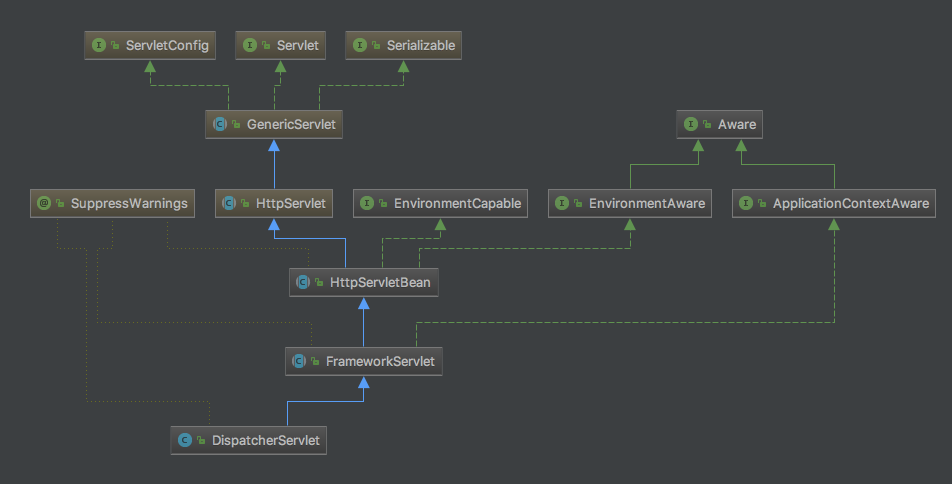 ServletConfig
Servlet
Serializable
GenericServlet
Aware
SuppressWarnings
HttpServlet
EnvironmentCapable
EnvironmentAware
ApplicationContextAware
HttpServletBean
FrameworkServlet
DispatcherServlet